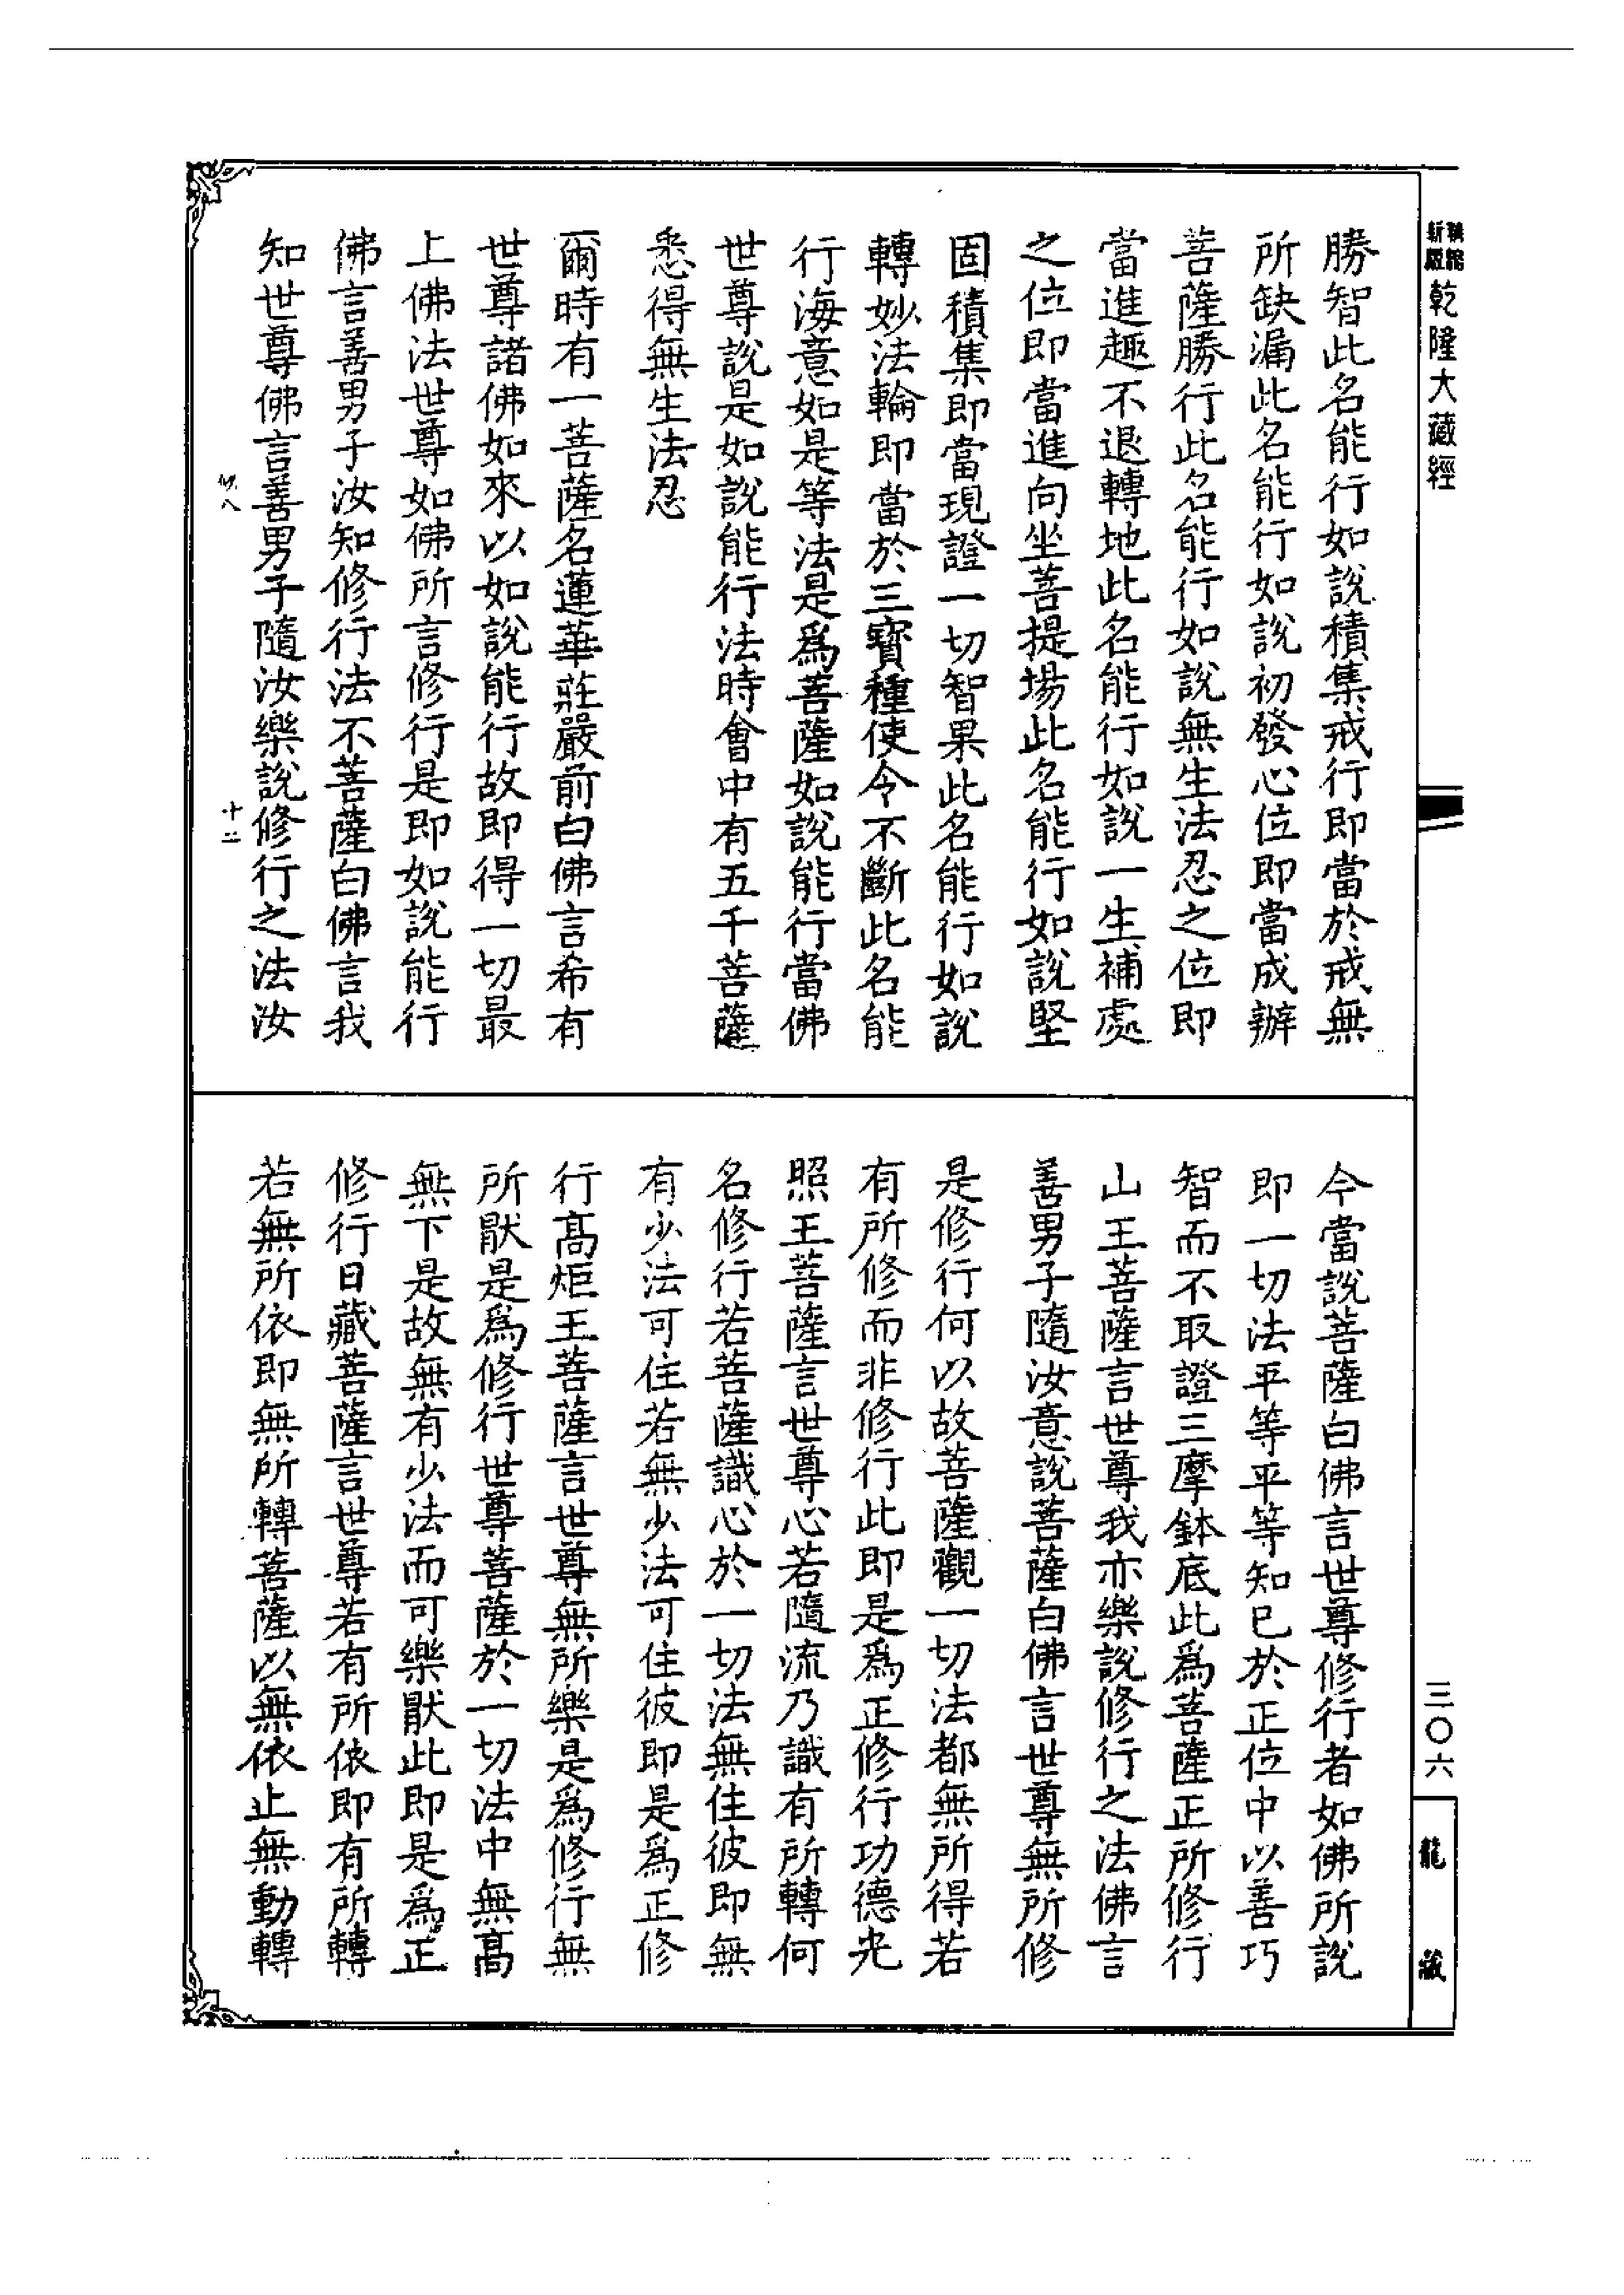 乾隆大藏經
三〇六
龍藏
勝智此名能行如說積集戒行即當於戒無
所缺漏此名能行如說初發心位即當成辦
菩薩勝行此名能行如說無生法忍之位即
當進趣不退轉地此名能行如說一生補處
之位即當進向坐菩提場此名能行如說堅
固積集即當現證一切智果此名能行如說
轉妙法輪即當於三寶種使令不斷此名能
行海意如是等法是爲菩薩如說能行當佛
世尊說是如說能行法時會中有五千菩薩
悉得無生法忍
爾時有一菩薩名蓮華莊嚴前白佛言希有
世尊諸佛如來以如說能行故即得一切最
上佛法世尊如佛所言修行是即如說能行
佛言善男子汝知修行法不菩薩白佛言我
知世尊佛言善男子隨汝樂說修行之法汝
十二
今當說菩薩白佛言世尊修行者如佛所說
即一切法平等平等知已於正位中以善巧
智而不取證三摩鉢底此爲菩薩正所修行
山王菩薩言世尊我亦樂說修行之法佛言
善男子隨汝意說菩薩白佛言世尊無所修
是修行何以故菩薩觀一切法都無所得若
有所修而非修行此即是爲正修行功德光
照王菩薩言世尊心若隨流乃識有所轉何
名修行若菩薩識心於一切法無住彼即無
有少法可住若無少法可住彼即是爲正修
行高炬王菩薩言世尊無所樂是爲修行無
所猒是爲修行世尊菩薩於一切法中無高
無下是故無有少法而可樂猒此即是爲正
修行日藏菩薩言世尊若有所依即有所轉
若無所依即無所轉菩薩以無依止無動轉